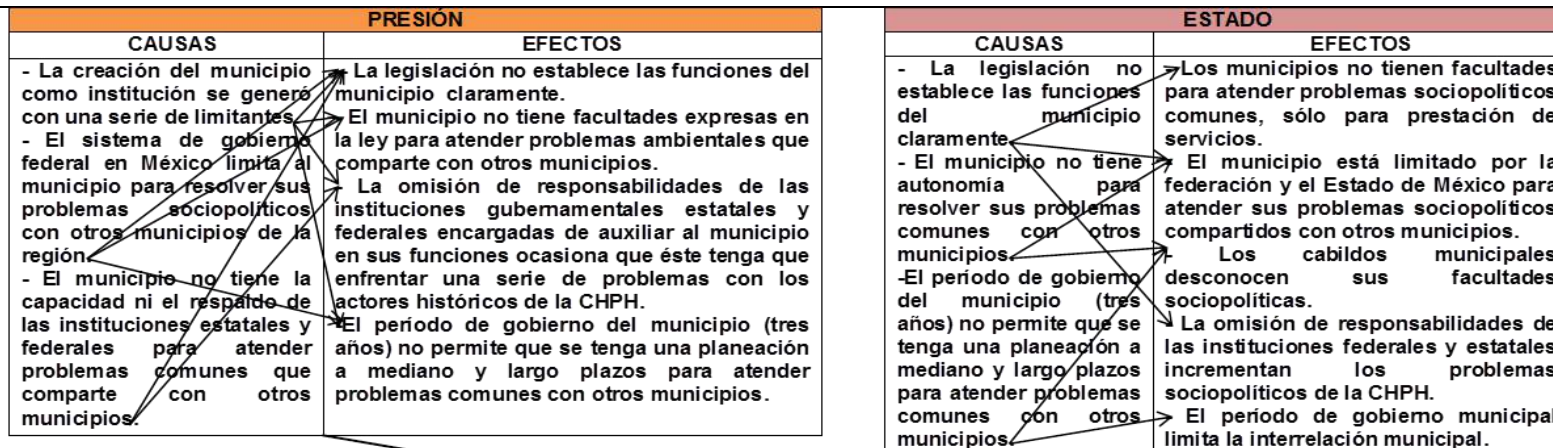 PRESIÓN
CAUSAS
- La creación del municipio
como institución se generó
con una serie de limitantes.
- El sistema de gobierno
federal en México limita al
municipio para resolver sus
problemas sociopolíticos
con otros municipios de la
región.
- El municipio no tiene la
capacidad ni el respaldo de
las instituciones estatales y
federales para atender
problemas comunes que
comparte con otros
municipios.
EFECTOS
- La legislación no establece las funciones del
municipio claramente.
- El municipio no tiene facultades expresas en
la ley para atender problemas ambientales que
comparte con otros municipios.
- La omisión de responsabilidades de las
instituciones gubernamentales estatales y
federales encargadas de auxiliar al municipio
en sus funciones ocasiona que éste tenga que
enfrentar una serie de problemas con los
actores históricos de la CHPH.
-El período de gobierno del municipio (tres
años) no permite que se tenga una planeación
a mediano y largo plazos para atender
problemas comunes con otros municipios.
ESTADO
CAUSAS
- La legislación no
establece las funciones
del municipio
claramente.
- El municipio no tiene
autonomía para
resolver sus problemas
comunes con otros
municipios.
-El período de gobierno
del municipio (tres
años) no permite que se
tenga una planeación a
mediano y largo plazos
para atender problemas
comunes con otros
municipios.
EFECTOS
-Los municipios no tienen facultades
para atender problemas sociopolíticos
comunes, sólo para prestación de
servicios.
- El municipio está limitado por la
federación y el Estado de México para
atender sus problemas sociopolíticos
compartidos con otros municipios.
- Los cabildos municipales
desconocen sus facultades
sociopolíticas.
- La omisión de responsabilidades de
las instituciones federales y estatales
incrementan los problemas
sociopolíticos de la CHPH.
- El período de gobierno municipal
limita la interrelación municipal.